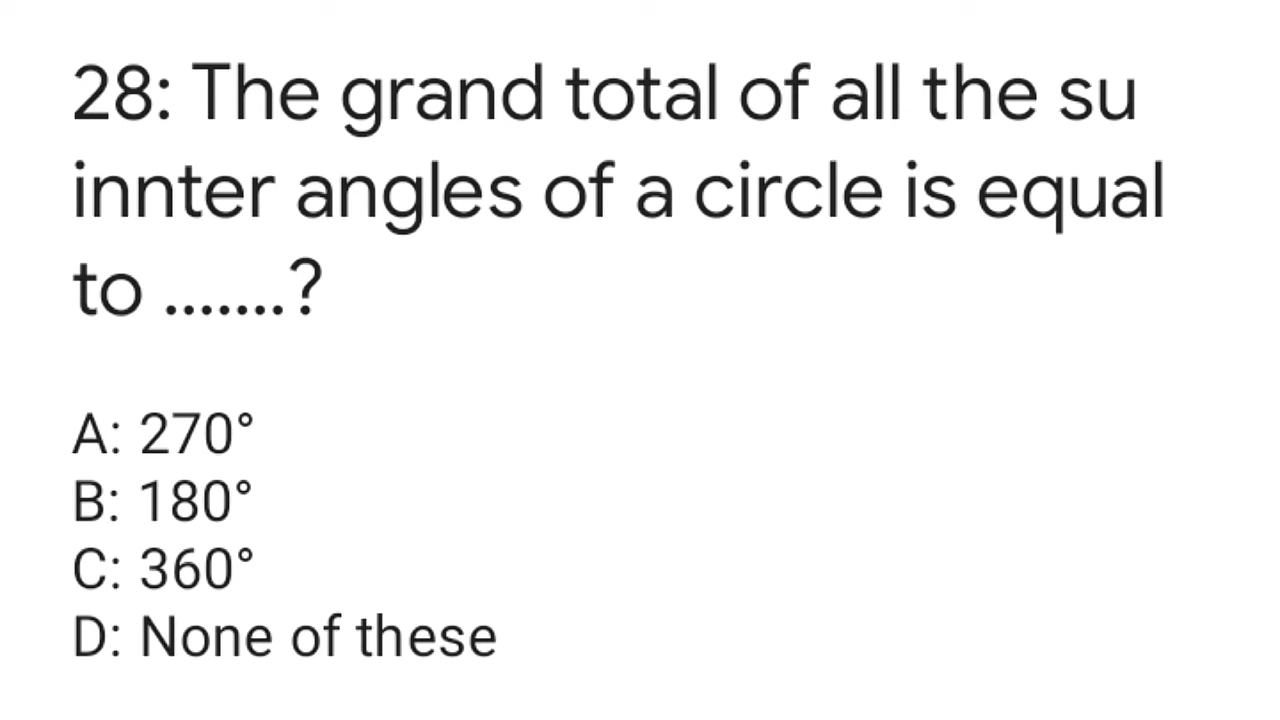 28: The grand total of all the su
innter angles of a circle is equal
to .......?
A: 270°
B: 180°
C: 360°
D: None of these